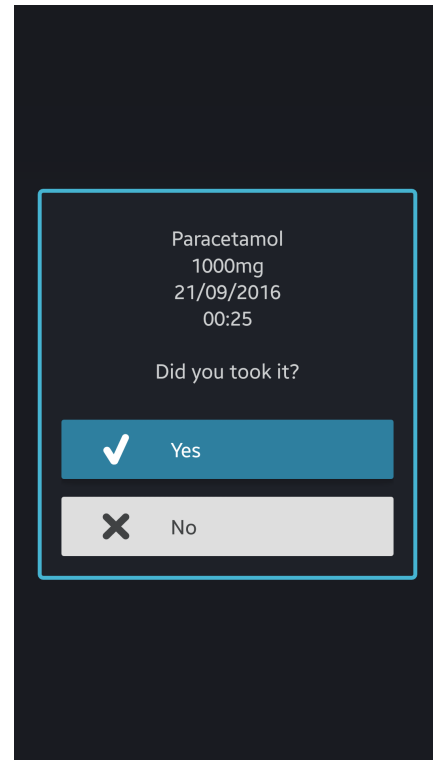 Paracetamol
1000mg
21/09/2016
00:25
Did you took it?
Yes
No